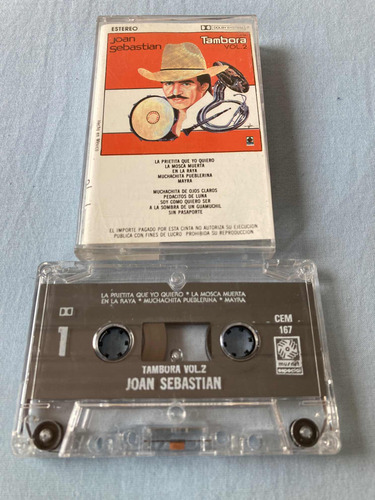 ESTEREO
joan
sebastian
Tambora
VOL.2
LA PRIETITA QUE YO QUIERO
LA MOSCA MUERTA
EN LA RAYA
MUCHACHITA PUEBLERINA
MAYRA
MUCHACHITA DE OJOS CLAROS
PEDACITOS DE LUNA
SOY COMO QUIERO SER
A LA SOMBRA DE UN GUAMUCHIL
SIN PASAPORTE
EL IMPORTE PAGADO POR ESTA CINTA NO AUTORIZA SU EJECUCION
PUBLICA CON FINES DE LUCRO PROHIBIDA SU REPRODUCCION
LA PRIETITA QUE YO QUIERO * LA MOSCA MUERTA
EN LA RAYA * MUCHACHITA PUEBLERINA * MAYRA
1
CEM
167
musart
especial
TAMBORA VOL.2
JOAN SEBASTIAN